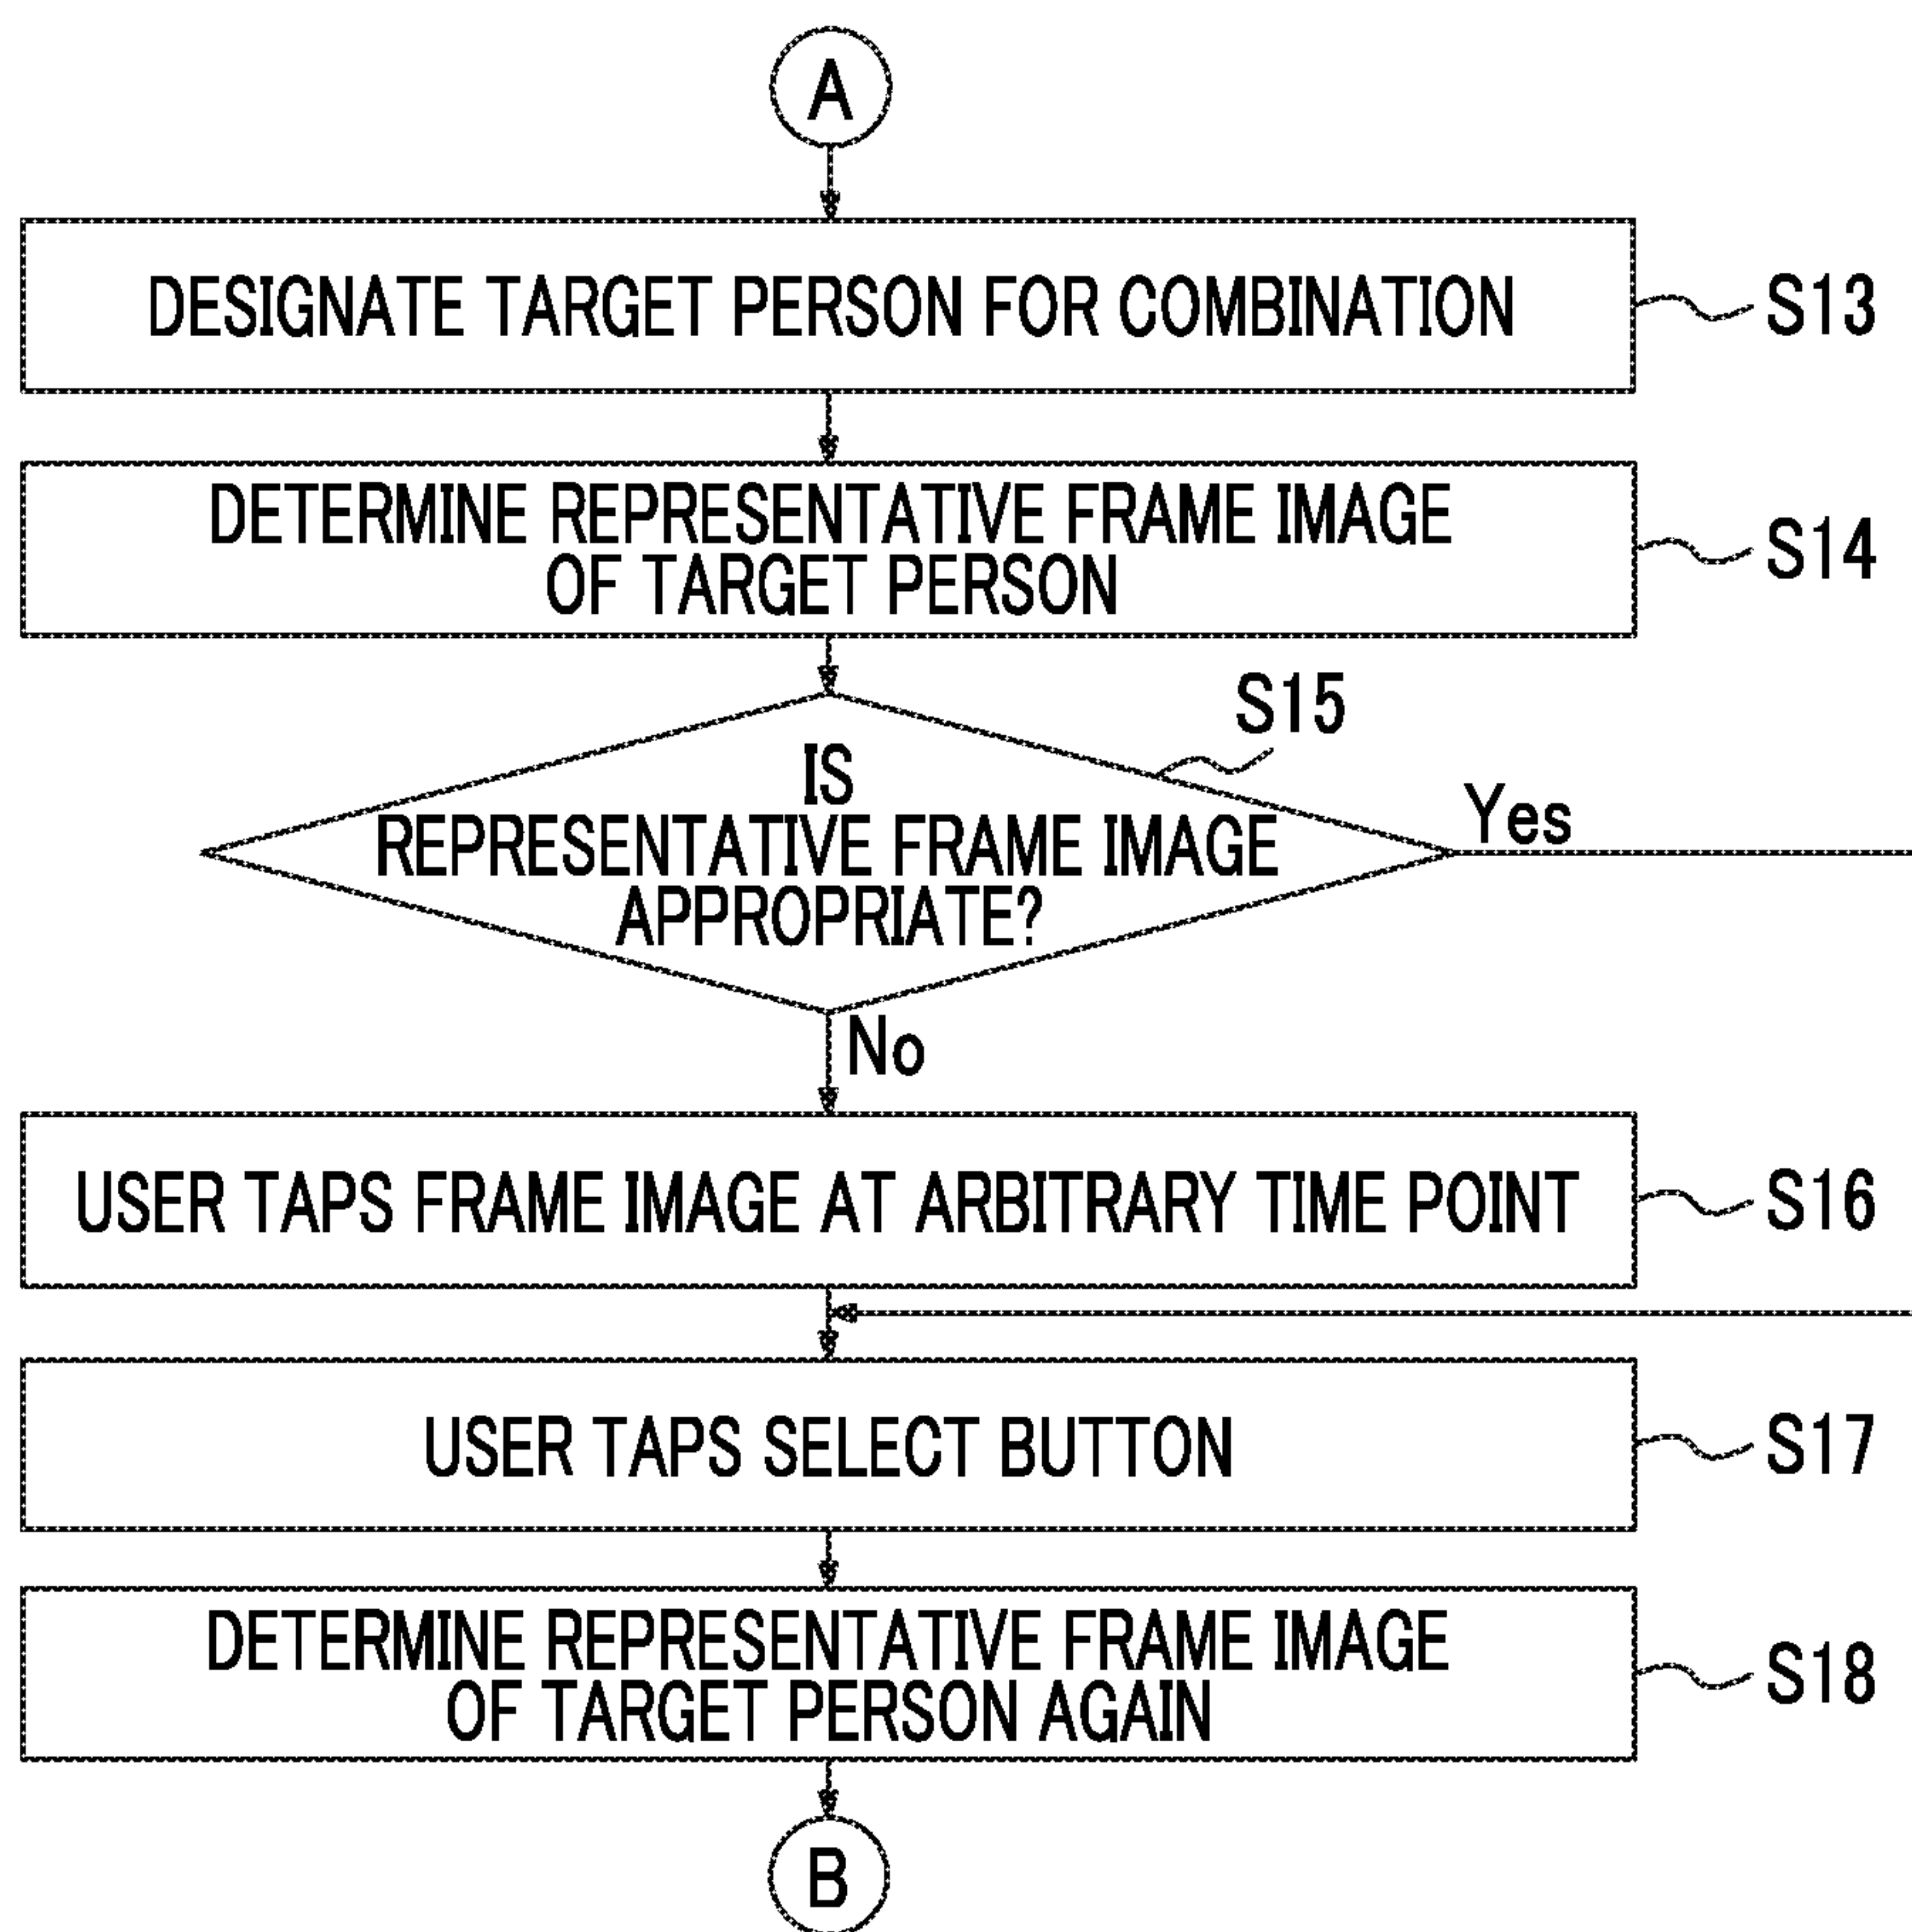 A
DESIGNATE TARGET PERSON FOR COMBINATION
S13
DETERMINE REPRESENTATIVE FRAME IMAGE
OF TARGET PERSON
S14
S15
IS
REPRESENTATIVE FRAME IMAGE
APPROPRIATE?
Yes
No
USER TAPS FRAME IMAGE AT ARBITRARY TIME POINT
S16
USER TAPS SELECT BUTTON
S17
DETERMINE REPRESENTATIVE FRAME IMAGE
OF TARGET PERSON AGAIN
S18
B